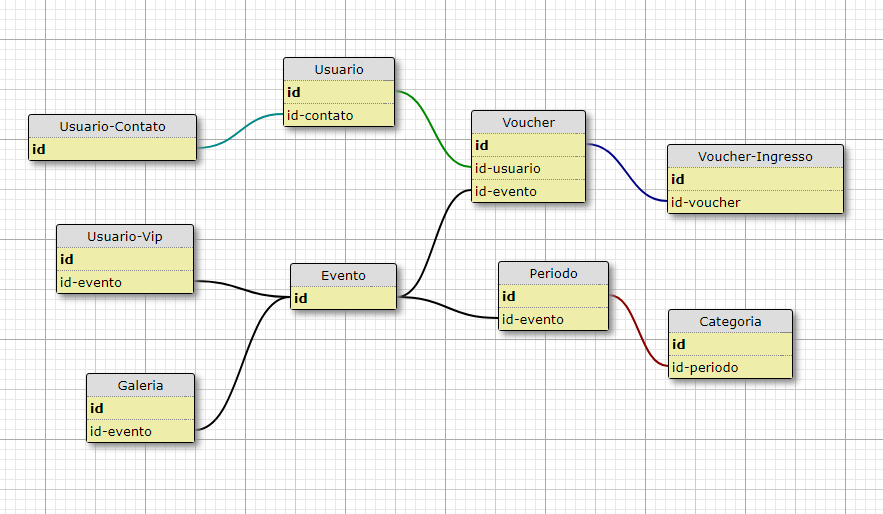 Usuario
id
id-contato
Usuario-Contato
id
Voucher
id
id-usuario
id-evento
Voucher-Ingresso
id
id-voucher
Usuario-Vip
id
id-evento
Evento
id
Periodo
id
id-evento
Categoria
id
id-periodo
Galeria
id
id-evento